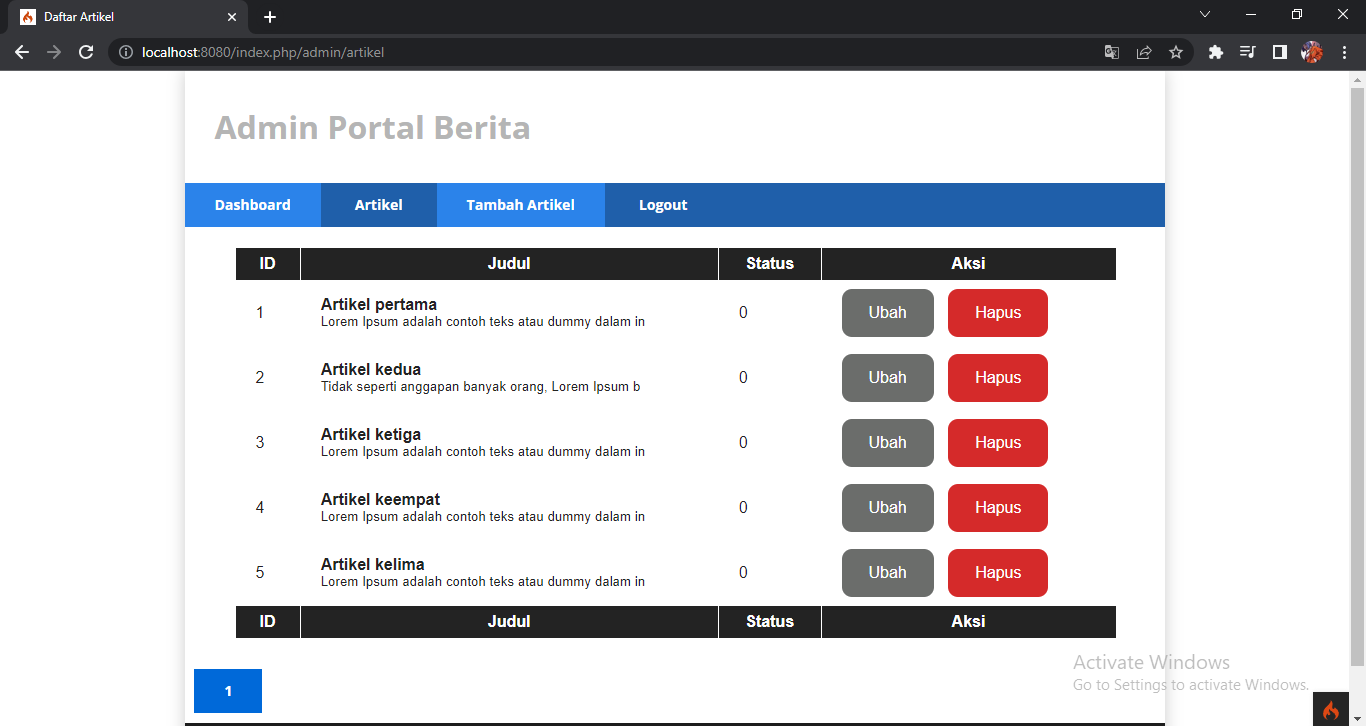 Daftar Artikel
localhost:8080/index.php/admin/artikel
Admin Portal Berita
Dashboard Artikel Tambah Artikel Logout
ID Judul Status Aksi
1 Artikel pertama 0 Ubah Hapus
Lorem Ipsum adalah contoh teks atau dummy dalam in
2 Artikel kedua 0 Ubah Hapus
Tidak seperti anggapan banyak orang, Lorem Ipsum b
3 Artikel ketiga 0 Ubah Hapus
Lorem Ipsum adalah contoh teks atau dummy dalam in
4 Artikel keempat 0 Ubah Hapus
Lorem Ipsum adalah contoh teks atau dummy dalam in
5 Artikel kelima 0 Ubah Hapus
Lorem Ipsum adalah contoh teks atau dummy dalam in
ID Judul Status Aksi
Activate Windows
Go to Settings to activate Windows.
1